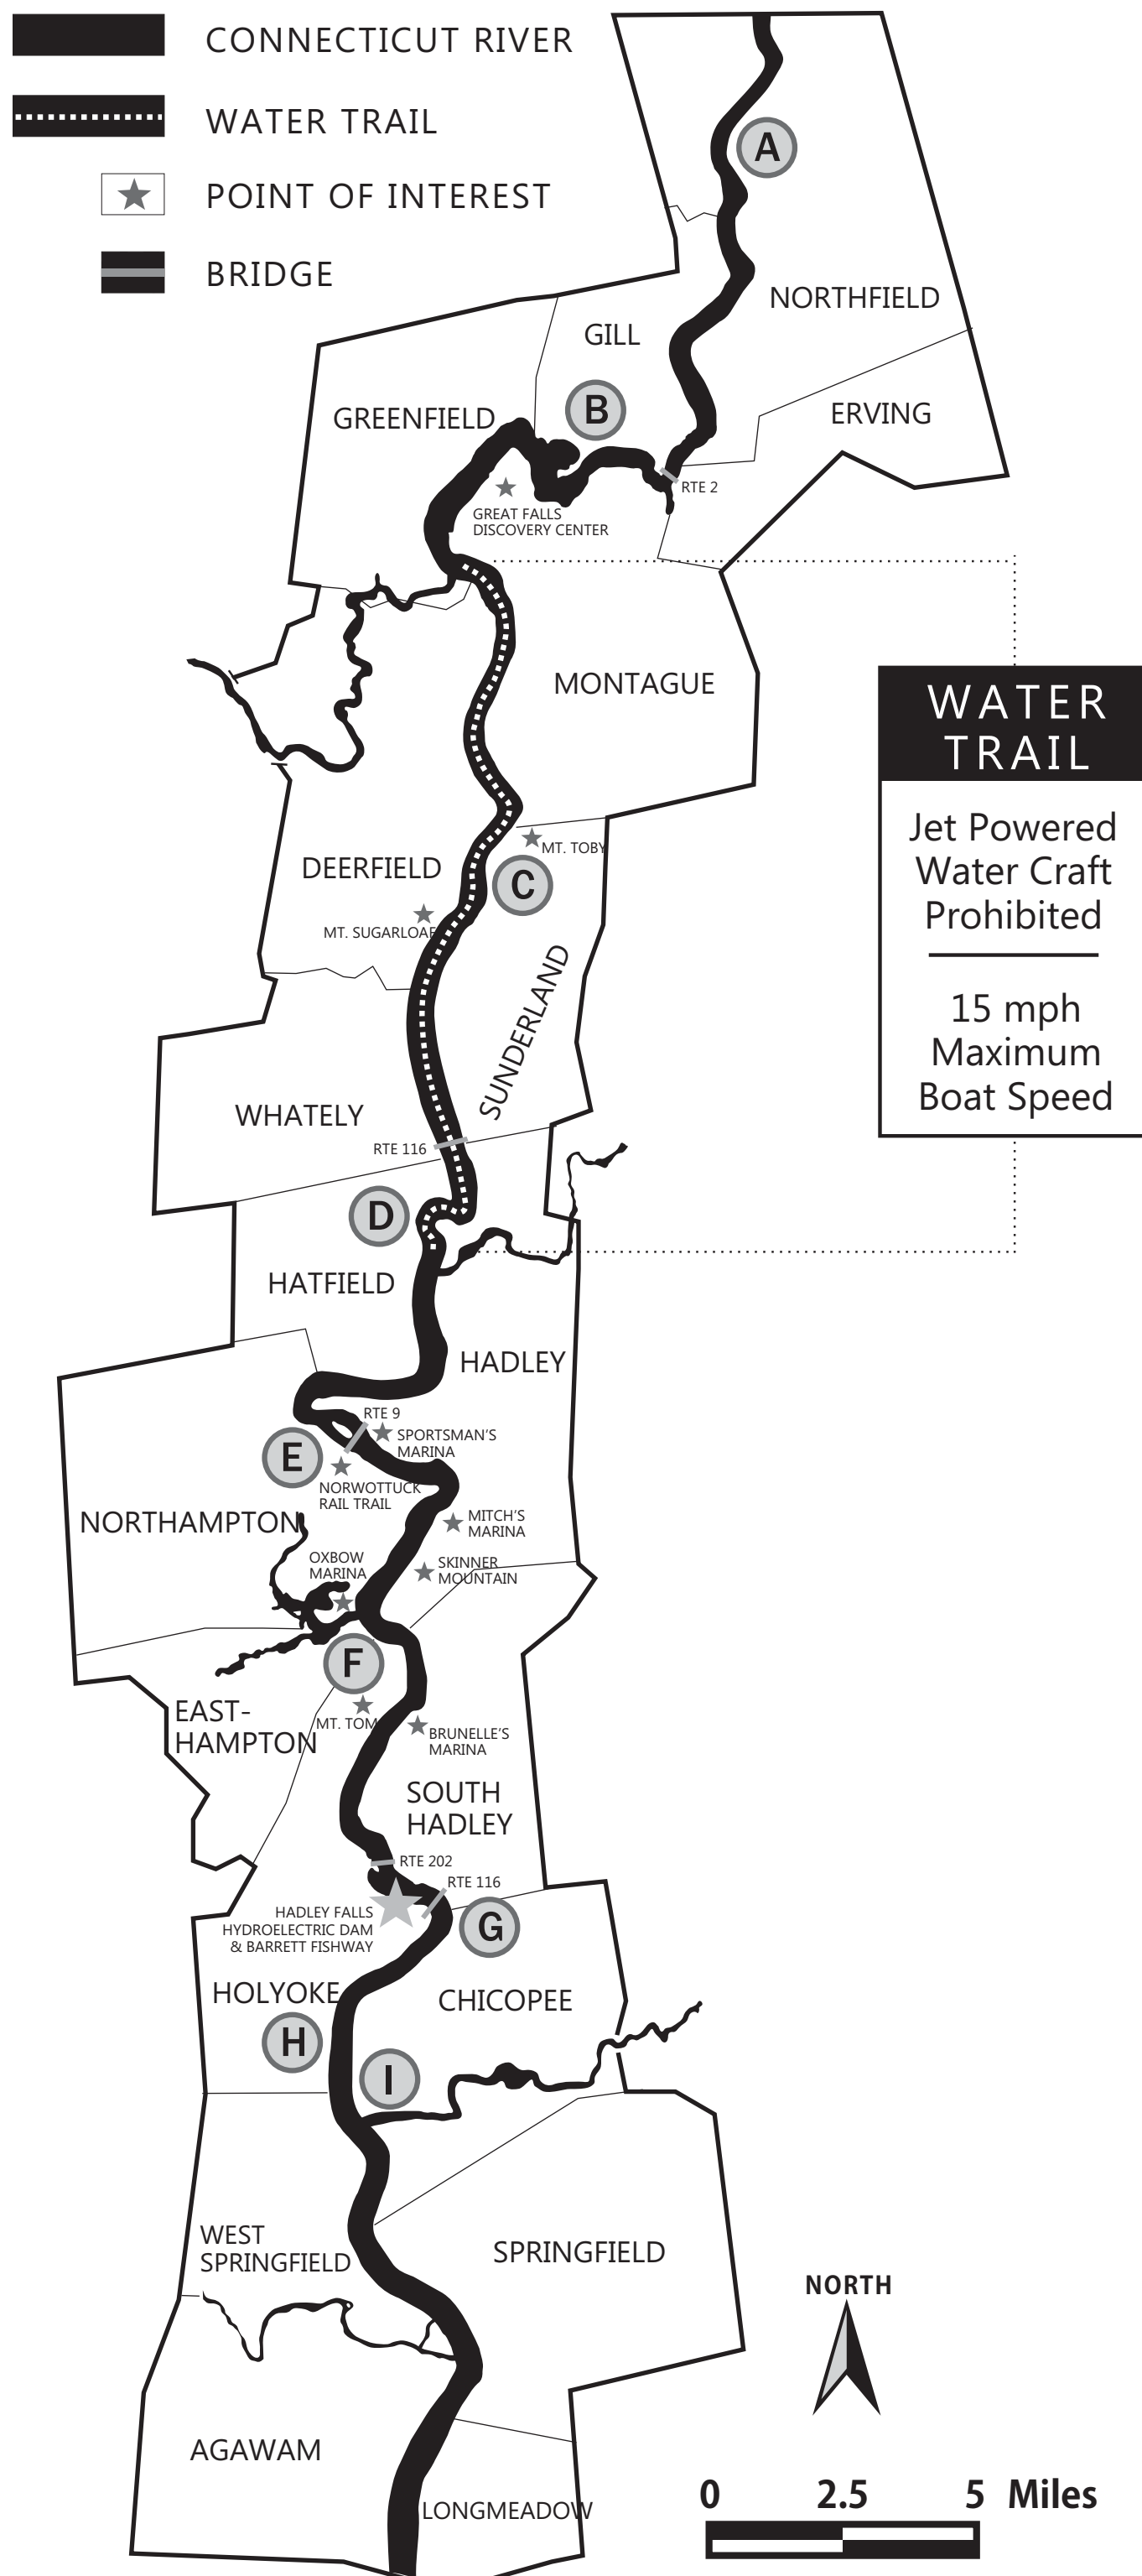 CONNECTICUT RIVER
WATER TRAIL
POINT OF INTEREST
BRIDGE
A
NORTHFIELD
GILL
B
GREENFIELD
ERVING
RTE 2
GREAT FALLS
DISCOVERY CENTER
MONTAGUE
WATER
TRAIL
Jet Powered
Water Craft
Prohibited
15 mph
Maximum
Boat Speed
MT. TOBY
DEERFIELD
C
MT. SUGARLOAF
SUNDERLAND
WHATELY
RTE 116
D
HATFIELD
HADLEY
RTE 9
SPORTSMAN'S
MARINA
E
NORWOTTUCK
RAIL TRAIL
NORTHAMPTON
MITCH'S
MARINA
OXBOW
MARINA
SKINNER
MOUNTAIN
F
EAST-
HAMPTON
MT. TOM
BRUNELLE'S
MARINA
SOUTH
HADLEY
RTE 202
RTE 116
HADLEY FALLS
HYDROELECTRIC DAM
& BARRETT FISHWAY
G
HOLYOKE
CHICOPEE
H
I
WEST
SPRINGFIELD
SPRINGFIELD
NORTH
AGAWAM
LONGMEADOW
0 2.5 5 Miles